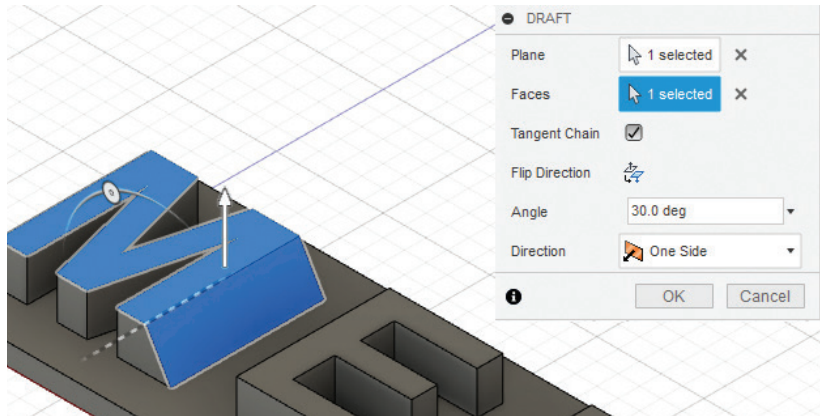 DRAFT
Plane 1 selected
Faces 1 selected
Tangent Chain
Flip Direction
Angle 30.0 deg
Direction One Side
OK Cancel